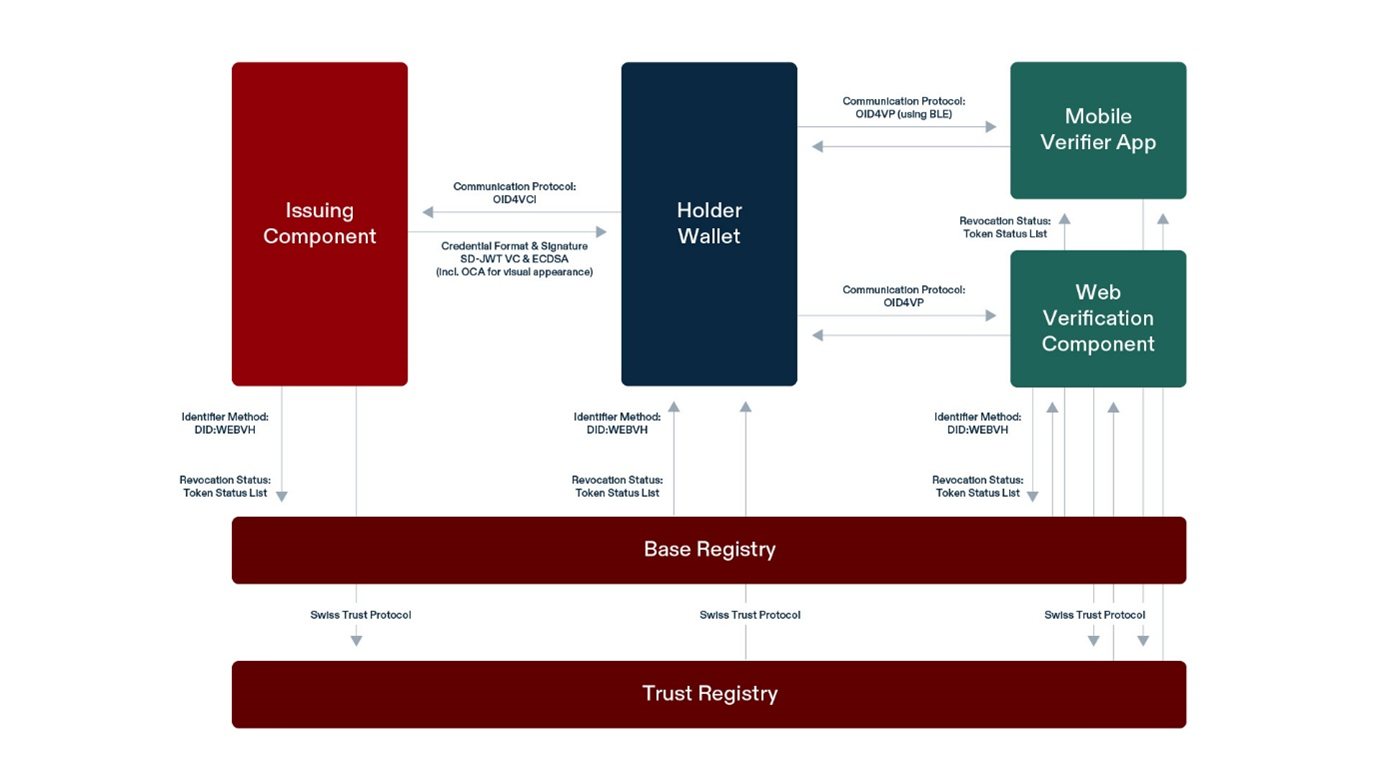 Issuing
Component
Communication Protocol:
OID4VCI
Credential Format & Signature
SD-JWT VC & ECDSA
(incl. OCA for visual appearance)
Holder
Wallet
Communication Protocol:
OID4VP (using BLE)
Mobile
Verifier App
Revocation Status:
Token Status List
Communication Protocol:
OID4VP
Web
Verification
Component
Identifier Method:
DID:WEBVH
Revocation Status:
Token Status List
Identifier Method:
DID:WEBVH
Revocation Status:
Token Status List
Identifier Method:
DID:WEBVH
Revocation Status:
Token Status List
Base Registry
Swiss Trust Protocol
Swiss Trust Protocol
Swiss Trust Protocol
Trust Registry